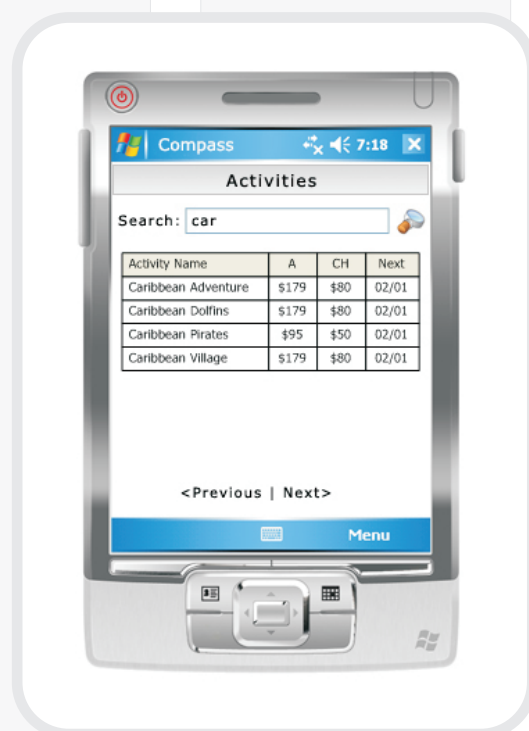 Compass 7:18
Activities
Search: car
Activity Name A CH Next
Caribbean Adventure $179 $80 02/01
Caribbean Dolfins $179 $80 02/01
Caribbean Pirates $95 $50 02/01
Caribbean Village $179 $80 02/01
<Previous | Next>
Menu